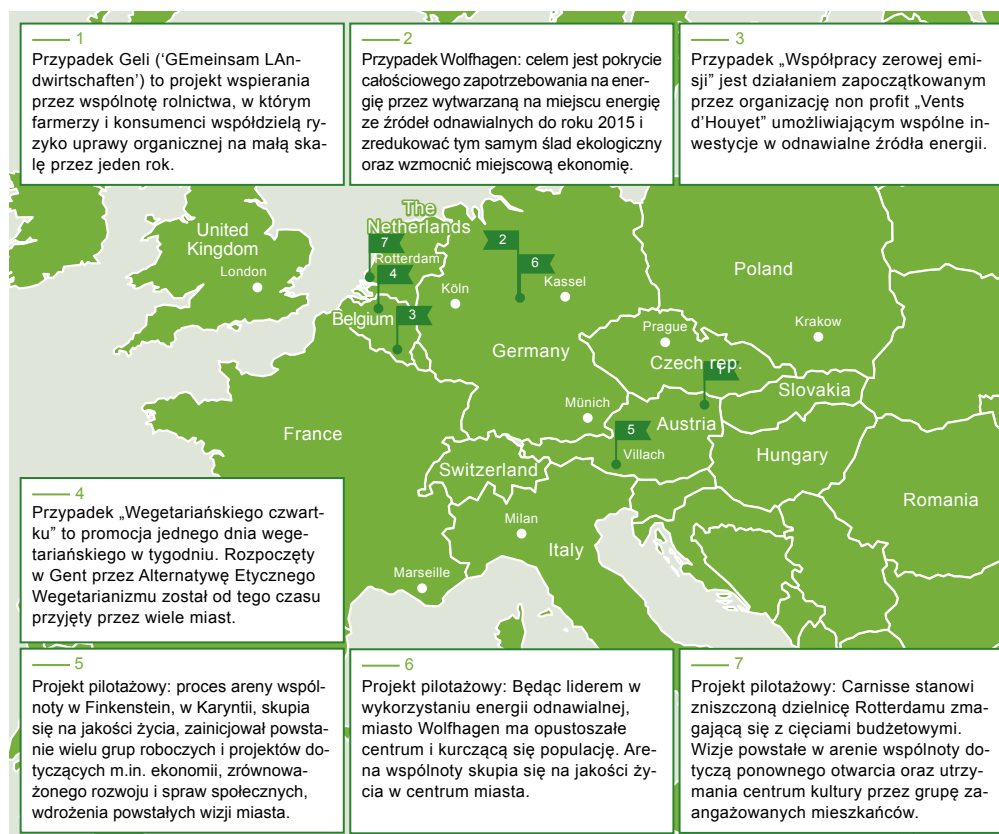 1
Przypadek Geli ('GEmeinsam LAn-
dwirtschaften') to projekt wspierania
przez wspólnotę rolnictwa, w którym
farmerzy i konsumenci współdzielą ry-
zyko uprawy organicznej na małą ska-
lę przez jeden rok.
2
Przypadek Wolfhagen: celem jest pokrycie
całościowego zapotrzebowania na ener-
gię przez wytwarzaną na miejscu energię
ze źródeł odnawialnych do roku 2015 i
zredukować tym samym ślad ekologiczny
oraz wzmocnić miejscową ekonomię.
3
Przypadek „Współpracy zerowej emi-
sji” jest działaniem zapoczątkowanym
przez organizację non profit „Vents
d’Houyet” umożliwiającym wspólne in-
westycje w odnawialne źródła energii.
The
Netherlands
United
Kingdom
London
7
Rotterdam
4
Belgium
3
2
6
Köln
Kassel
Germany
Münich
Poland
Prague
Krakow
Czech rep.
1
Slovakia
Austria
5
Villach
Hungary
France
Switzerland
Romania
Milan
Italy
Marseille
4
Przypadek „Wegetariańskiego czwart-
ku” to promocja jednego dnia wege-
tariańskiego w tygodniu. Rozpoczęty
w Gent przez Alternatywę Etycznego
Wegetarianizmu został od tego czasu
przyjęty przez wiele miast.
5
Projekt pilotażowy: proces areny wspól-
noty w Finkenstein, w Karyntii, skupia
się na jakości życia, zainicjował powsta-
nie wielu grup roboczych i projektów do-
tyczących m.in. ekonomii, zrównowa-
żonego rozwoju i spraw społecznych,
wdrożenia powstałych wizji miasta.
6
Projekt pilotażowy: Będąc liderem w
wykorzystaniu energii odnawialnej,
miasto Wolfhagen ma opustoszałe
centrum i kurczącą się populację. Are-
na wspólnoty skupia się na jakości ży-
cia w centrum miasta.
7
Projekt pilotażowy: Carnisse stanowi
zniszczoną dzielnicę Rotterdamu zma-
gającą się z cięciami budżetowymi.
Wizje powstałe w arenie wspólnoty do-
tyczą ponownego otwarcia oraz utrzy-
mania centrum kultury przez grupę za-
angażowanych mieszkańców.